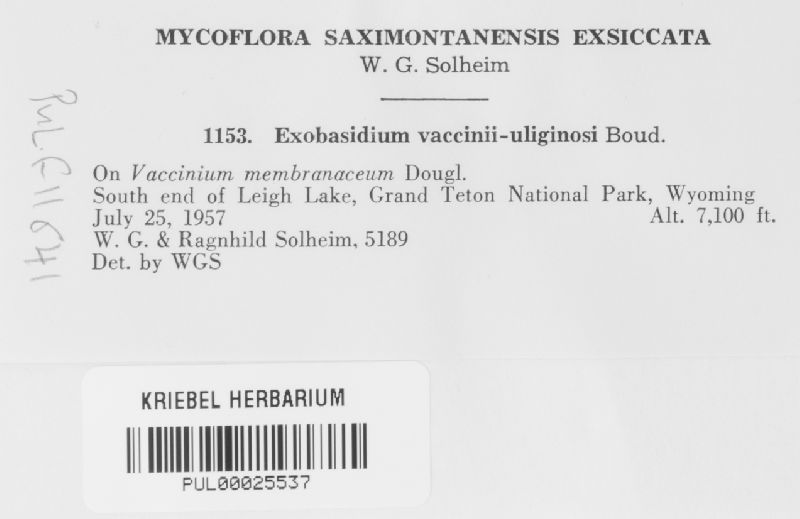 MYCOFLORA SAXIMONTANENSIS EXSICCATA
W. G. Solheim
1153. Exobasidium vaccinii-uliginosi Boud.
On Vaccinium membranaceum Dougl.
South end of Leigh Lake, Grand Teton National Park, Wyoming
July 25, 1957 Alt. 7,100 ft.
W. G. & Ragnhild Solheim, 5189
Det. by WGS
PUL F11641
KRIEBEL HERBARIUM
PUL00025537